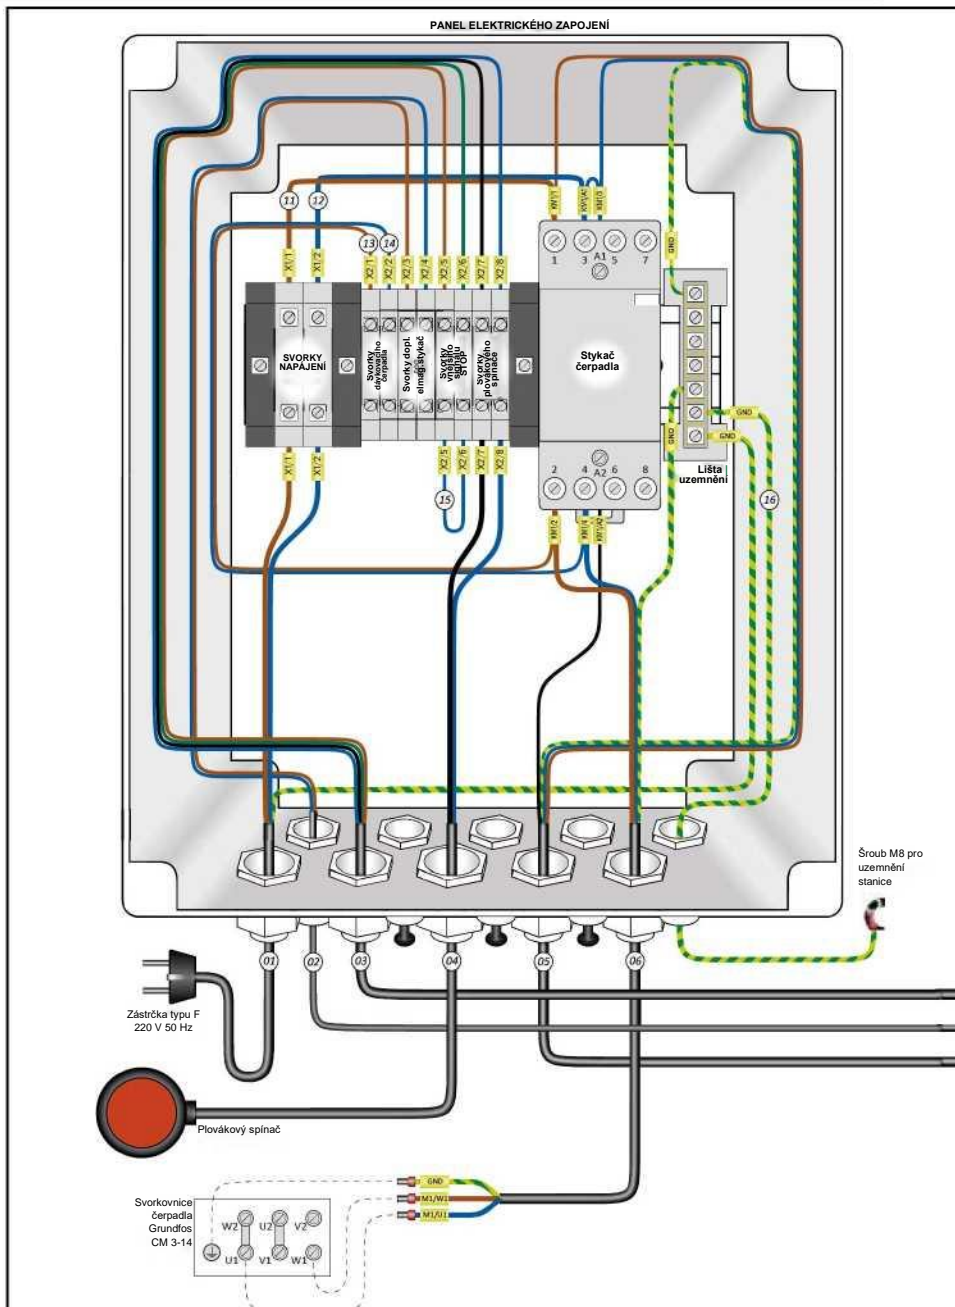 PANEL ELEKTRICKÉHO ZAPOJENÍ
KM1/1
KM1/A1
KM1/3
11
12
13
14
X1/1
X1/2
X2/1
X2/2
X2/3
X2/4
X2/5
X2/6
X2/7
X2/8
GND
1
3
A1
5
7
SVORKY
NAPÁJENÍ
Svorky
dávkovacího
čerpadla
Svorky dopl.
elmag.stykač
Svorky
vnějšího
signálu
STOP
Svorky
plovákového
spínače
Stykač
čerpadla
GND
GND
GND
Lišta
uzemnění
X1/1
X1/2
X2/5
X2/6
X2/7
X2/8
2
4
A2
6
8
15
16
KM1/2
KM1/4
KM1/A2
Šroub M8 pro
uzemnění
stanice
01
02
03
04
05
06
Zástrčka typu F
220 V 50 Hz
Plovákový spínač
Svorkovnice
čerpadla
Grundfos
CM 3-14
GND
M1/W1
M1/U1
W2
U2
V2
U1
V1
W1